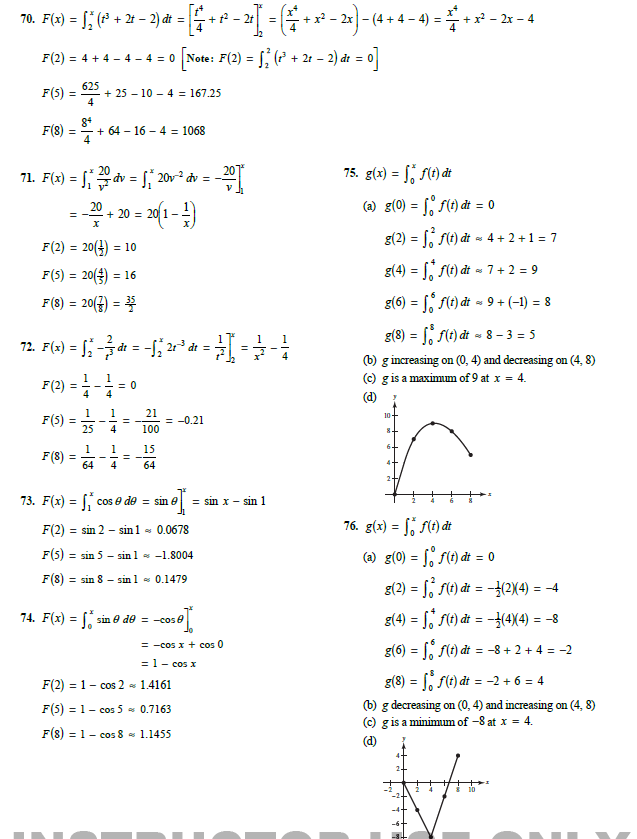 70. F(x) = ∫₂ˣ (t³ + 2t − 2) dt = [t⁴/4 + t² − 2t]₂ˣ = (x⁴/4 + x² − 2x) − (4 + 4 − 4) = x⁴/4 + x² − 2x − 4
F(2) = 4 + 4 − 4 − 4 = 0 [Note: F(2) = ∫₂² (t³ + 2t − 2) dt = 0]
F(5) = 625/4 + 25 − 10 − 4 = 167.25
F(8) = 8⁴/4 + 64 − 16 − 4 = 1068
71. F(x) = ∫₁ˣ 20/v² dv = ∫₁ˣ 20v⁻² dv = −20/v]₁ˣ
= −20/x + 20 = 20(1 − 1/x)
F(2) = 20(1/2) = 10
F(5) = 20(4/5) = 16
F(8) = 20(7/8) = 35/2
72. F(x) = ∫₂ˣ −2/t³ dt = −∫₂ˣ 2t⁻³ dt = 1/t²]₂ˣ = 1/x² − 1/4
F(2) = 1/4 − 1/4 = 0
F(5) = 1/25 − 1/4 = −21/100 = −0.21
F(8) = 1/64 − 1/4 = −15/64
73. F(x) = ∫₁ˣ cos θ dθ = sin θ]₁ˣ = sin x − sin 1
F(2) = sin 2 − sin 1 ≈ 0.0678
F(5) = sin 5 − sin 1 ≈ −1.8004
F(8) = sin 8 − sin 1 ≈ 0.1479
74. F(x) = ∫₀ˣ sin θ dθ = −cos θ]₀ˣ
= −cos x + cos 0
= 1 − cos x
F(2) = 1 − cos 2 ≈ 1.4161
F(5) = 1 − cos 5 ≈ 0.7163
F(8) = 1 − cos 8 ≈ 1.1455
75. g(x) = ∫₀ˣ f(t) dt
(a) g(0) = ∫₀⁰ f(t) dt = 0
g(2) = ∫₀² f(t) dt ≈ 4 + 2 + 1 = 7
g(4) = ∫₀⁴ f(t) dt ≈ 7 + 2 = 9
g(6) = ∫₀⁶ f(t) dt ≈ 9 + (−1) = 8
g(8) = ∫₀⁸ f(t) dt ≈ 8 − 3 = 5
(b) g increasing on (0, 4) and decreasing on (4, 8)
(c) g is a maximum of 9 at x = 4.
(d)
y
10
8
6
4
2
2 4 6 8 x
76. g(x) = ∫₀ˣ f(t) dt
(a) g(0) = ∫₀⁰ f(t) dt = 0
g(2) = ∫₀² f(t) dt = −1/2(2)(4) = −4
g(4) = ∫₀⁴ f(t) dt = −1/2(4)(4) = −8
g(6) = ∫₀⁶ f(t) dt = −8 + 2 + 4 = −2
g(8) = ∫₀⁸ f(t) dt = −2 + 6 = 4
(b) g decreasing on (0, 4) and increasing on (4, 8)
(c) g is a minimum of −8 at x = 4.
(d)
y
4
2
−2 2 4 8 10 x
−2
−4
−6
−8
INSTRUCTOR USE ONLY